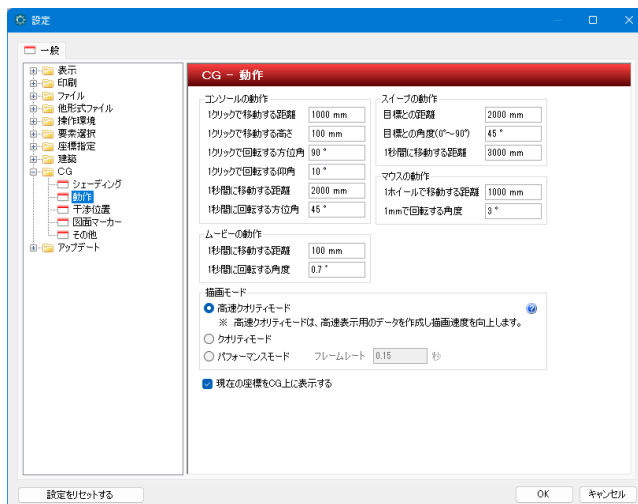 設定
一般
表示
印刷
ファイル
他形式ファイル
操作環境
要素選択
座標指定
建築
CG
シェーディング
動作
干渉位置
図面マーカー
その他
アップデート
CG － 動作
コンソールの動作
1クリックで移動する距離 1000 mm
1クリックで移動する高さ 100 mm
1クリックで回転する方位角 90 °
1クリックで回転する仰角 10 °
1秒間に移動する距離 2000 mm
1秒間に回転する方位角 45 °
スイープの動作
目標との距離 2000 mm
目標との角度(0°～90°) 45 °
1秒間に移動する距離 3000 mm
マウスの動作
1ホイールで移動する距離 1000 mm
1mmで回転する角度 3 °
ムービーの動作
1秒間に移動する距離 100 mm
1秒間に回転する角度 0.7 °
描画モード
高速クオリティモード
※ 高速クオリティモードは、高速表示用のデータを作成し描画速度を向上します。
クオリティモード
パフォーマンスモード フレームレート 0.15 秒
現在の座標をCG上に表示する
設定をリセットする OK キャンセル